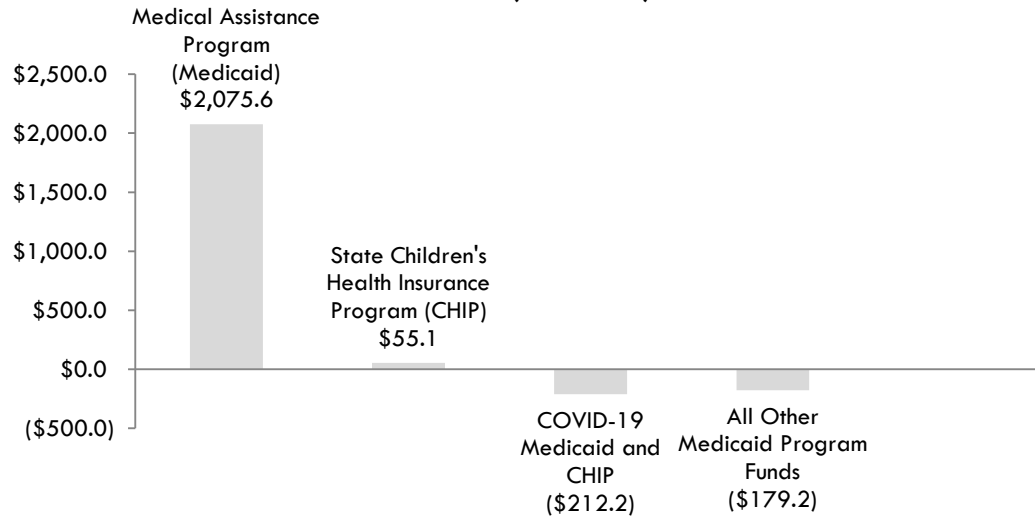 Medical Assistance
Program
(Medicaid)
$2,075.6
$2,500.0
$2,000.0
$1,500.0
$1,000.0
$500.0
$0.0
($500.0)
State Children's
Health Insurance
Program (CHIP)
$55.1
COVID-19
Medicaid and
CHIP
($212.2)
All Other
Medicaid Program
Funds
($179.2)